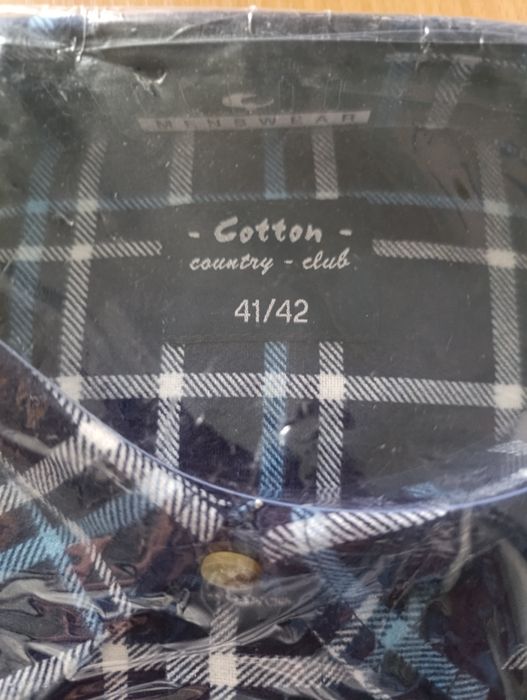 MENSWEAR
- Cotton -
country - club
41/42